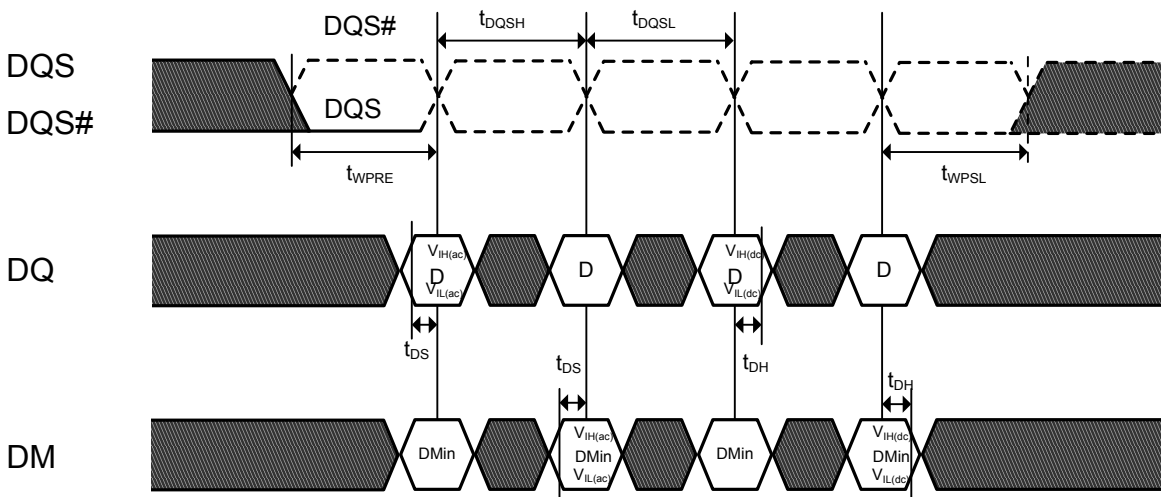 DQS#
tDQSH
tDQSL
DQS
DQS#
DQS
tWPRE
tWPSL
DQ
VIH(ac)
D
VIL(ac)
D
VIH(dc)
D
VIL(dc)
D
tDS
tDS
tDH
tDH
DM
DMin
VIH(ac)
DMin
VIL(ac)
DMin
VIH(dc)
DMin
VIL(dc)